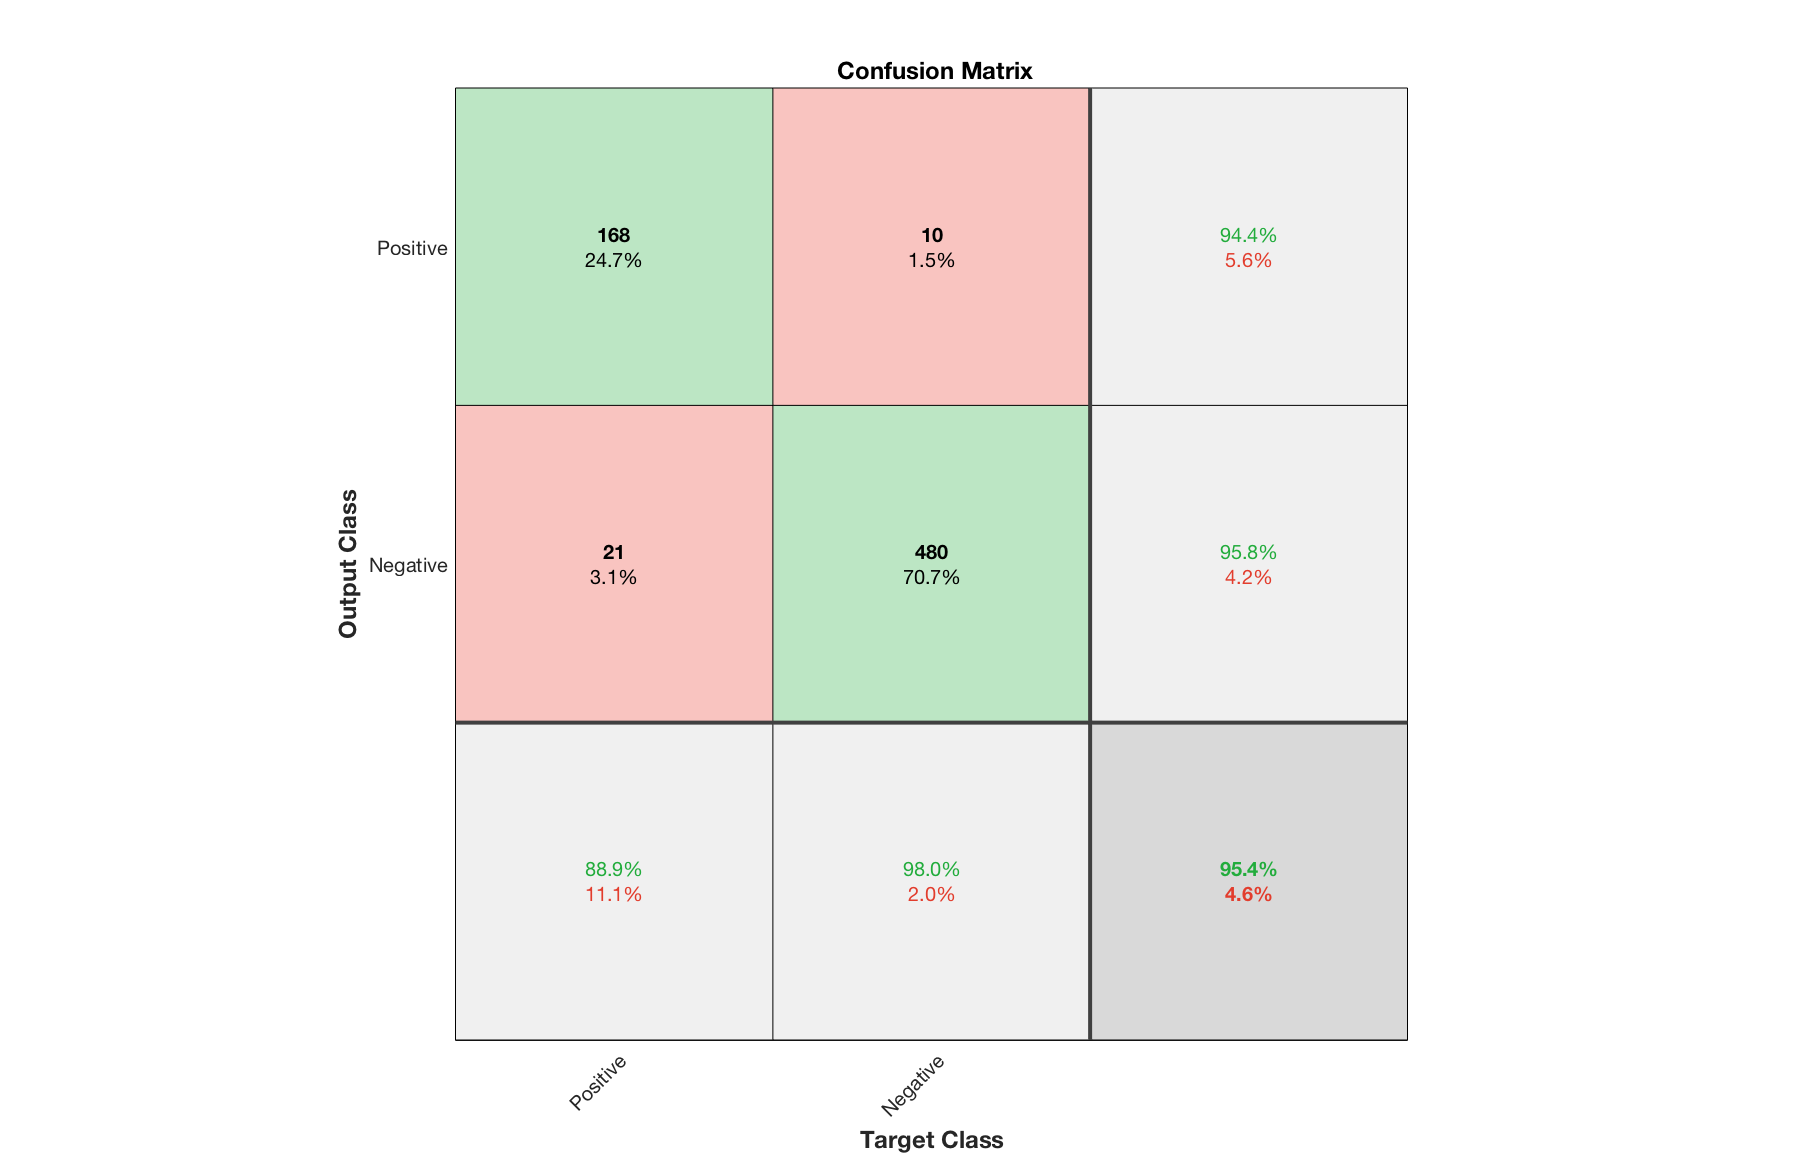 Confusion Matrix
Positive
168
24.7%
10
1.5%
94.4%
5.6%
Output Class
Negative
21
3.1%
480
70.7%
95.8%
4.2%
88.9%
11.1%
98.0%
2.0%
95.4%
4.6%
Positive
Negative
Target Class